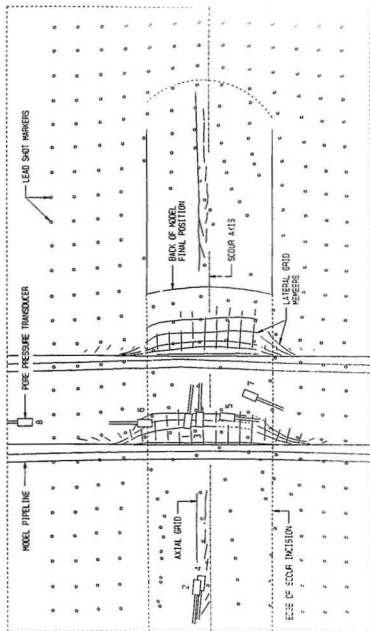 LEAD SHOT MARKERS
PORE PRESSURE TRANSDUCER
MODEL PIPELINE
BACK OF MODEL
FINAL POSITION
SCOUR AXIS
LATERAL GRID
MEMBERS
AXIAL GRID
EDGE OF SCOUR INCISION
8
6
7
1
3
5
2
4